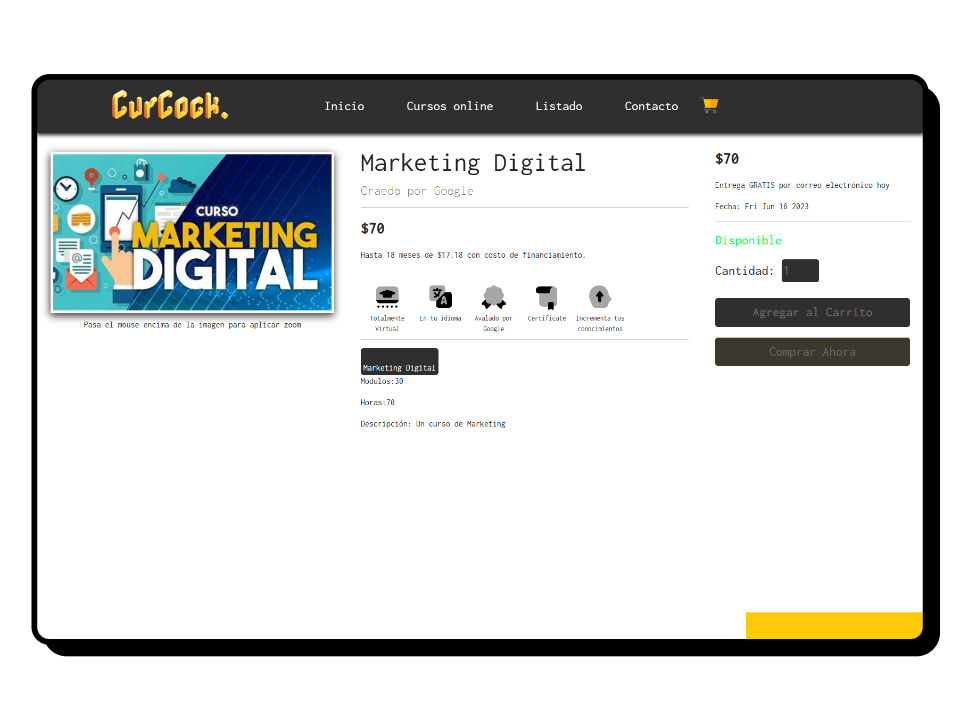 CurCock.
Inicio
Cursos online
Listado
Contacto
CURSO
MARKETING
DIGITAL
Pasa el mouse encima de la imagen para aplicar zoom
Marketing Digital
Craedo por Google
$70
Hasta 18 meses de $17.18 con costo de financiamiento.
Totalmente
Virtual
En tu idioma
Avalado por
Google
Certificate
Incrementa tus
conocimientos
Marketing Digital
Modulos:30
Horas:70
Descripción: Un curso de Marketing
$70
Entrega GRATIS por correo electrónico hoy
Fecha: Fri Jun 16 2023
Disponible
Cantidad: 1
Agregar al Carrito
Comprar Ahora